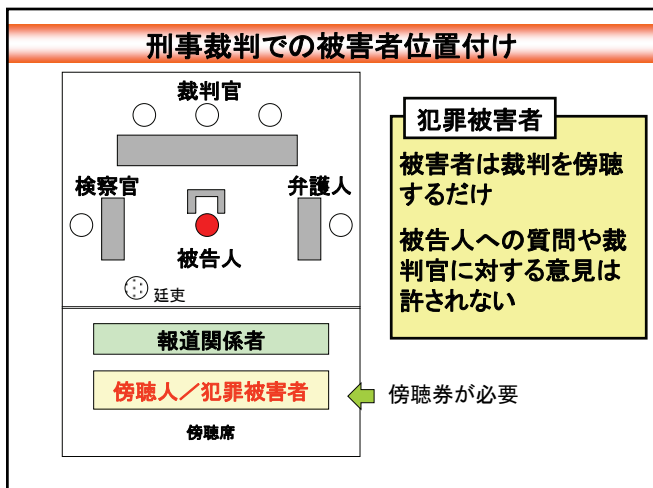 刑事裁判での被害者位置付け
裁判官
検察官
弁護人
被告人
廷吏
報道関係者
傍聴人／犯罪被害者
傍聴席
傍聴券が必要
犯罪被害者
被害者は裁判を傍聴
するだけ
被告人への質問や裁
判官に対する意見は
許されない